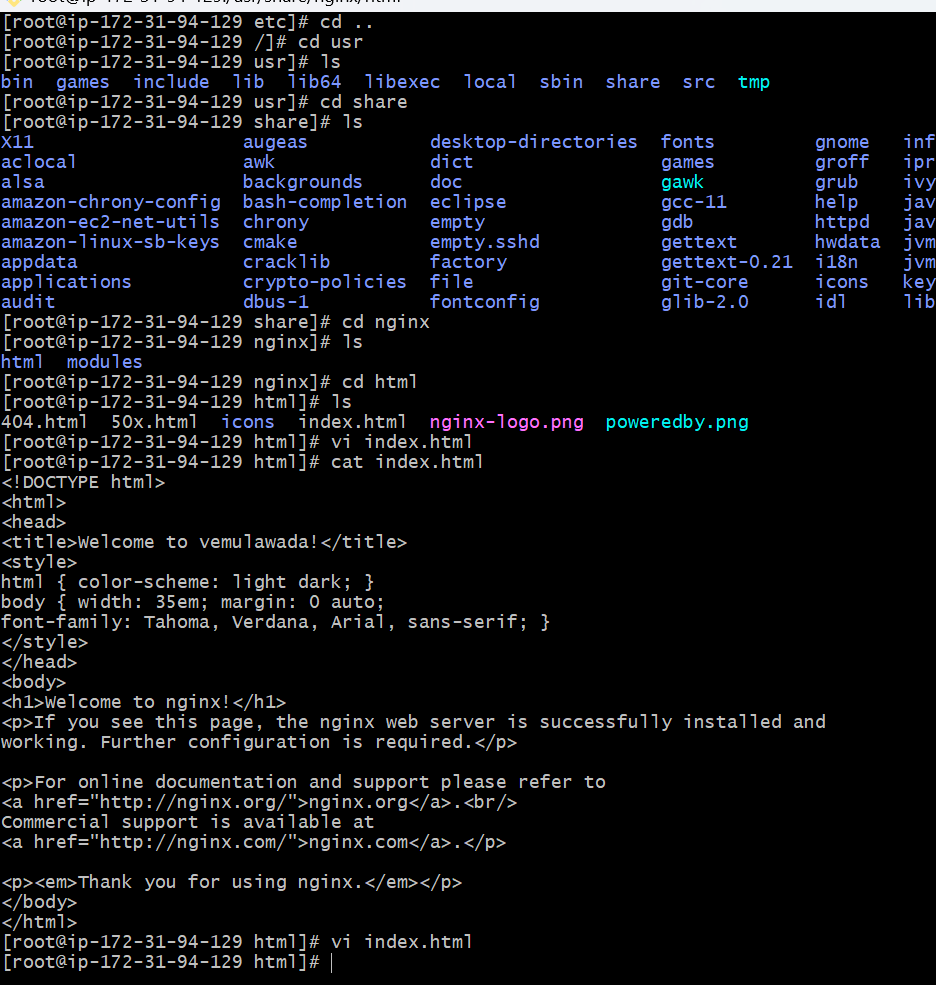 [root@ip-172-31-94-129 etc]# cd ..
[root@ip-172-31-94-129 /]# cd usr
[root@ip-172-31-94-129 usr]# ls
bin  games  include  lib  lib64  libexec  local  sbin  share  src  tmp
[root@ip-172-31-94-129 usr]# cd share
[root@ip-172-31-94-129 share]# ls
X11                    augeas           desktop-directories  fonts          gnome   inf
aclocal                awk              dict                 games          groff   ipr
alsa                   backgrounds      doc                  gawk           grub    ivy
amazon-chrony-config   bash-completion  eclipse              gcc-11         help    jav
amazon-ec2-net-utils   chrony           empty                gdb            httpd   jav
amazon-linux-sb-keys   cmake            empty.sshd           gettext        hwdata  jvm
appdata                cracklib         factory              gettext-0.21   i18n    jvm
applications           crypto-policies  file                 git-core       icons   key
audit                  dbus-1           fontconfig           glib-2.0       idl     lib
[root@ip-172-31-94-129 share]# cd nginx
[root@ip-172-31-94-129 nginx]# ls
html  modules
[root@ip-172-31-94-129 nginx]# cd html
[root@ip-172-31-94-129 html]# ls
404.html  50x.html  icons  index.html  nginx-logo.png  poweredby.png
[root@ip-172-31-94-129 html]# vi index.html
[root@ip-172-31-94-129 html]# cat index.html
<!DOCTYPE html>
<html>
<head>
<title>Welcome to vemulawada!</title>
<style>
html { color-scheme: light dark; }
body { width: 35em; margin: 0 auto;
font-family: Tahoma, Verdana, Arial, sans-serif; }
</style>
</head>
<body>
<h1>Welcome to nginx!</h1>
<p>If you see this page, the nginx web server is successfully installed and
working. Further configuration is required.</p>

<p>For online documentation and support please refer to
<a href="http://nginx.org/">nginx.org</a>.<br/>
Commercial support is available at
<a href="http://nginx.com/">nginx.com</a>.</p>

<p><em>Thank you for using nginx.</em></p>
</body>
</html>
[root@ip-172-31-94-129 html]# vi index.html
[root@ip-172-31-94-129 html]#